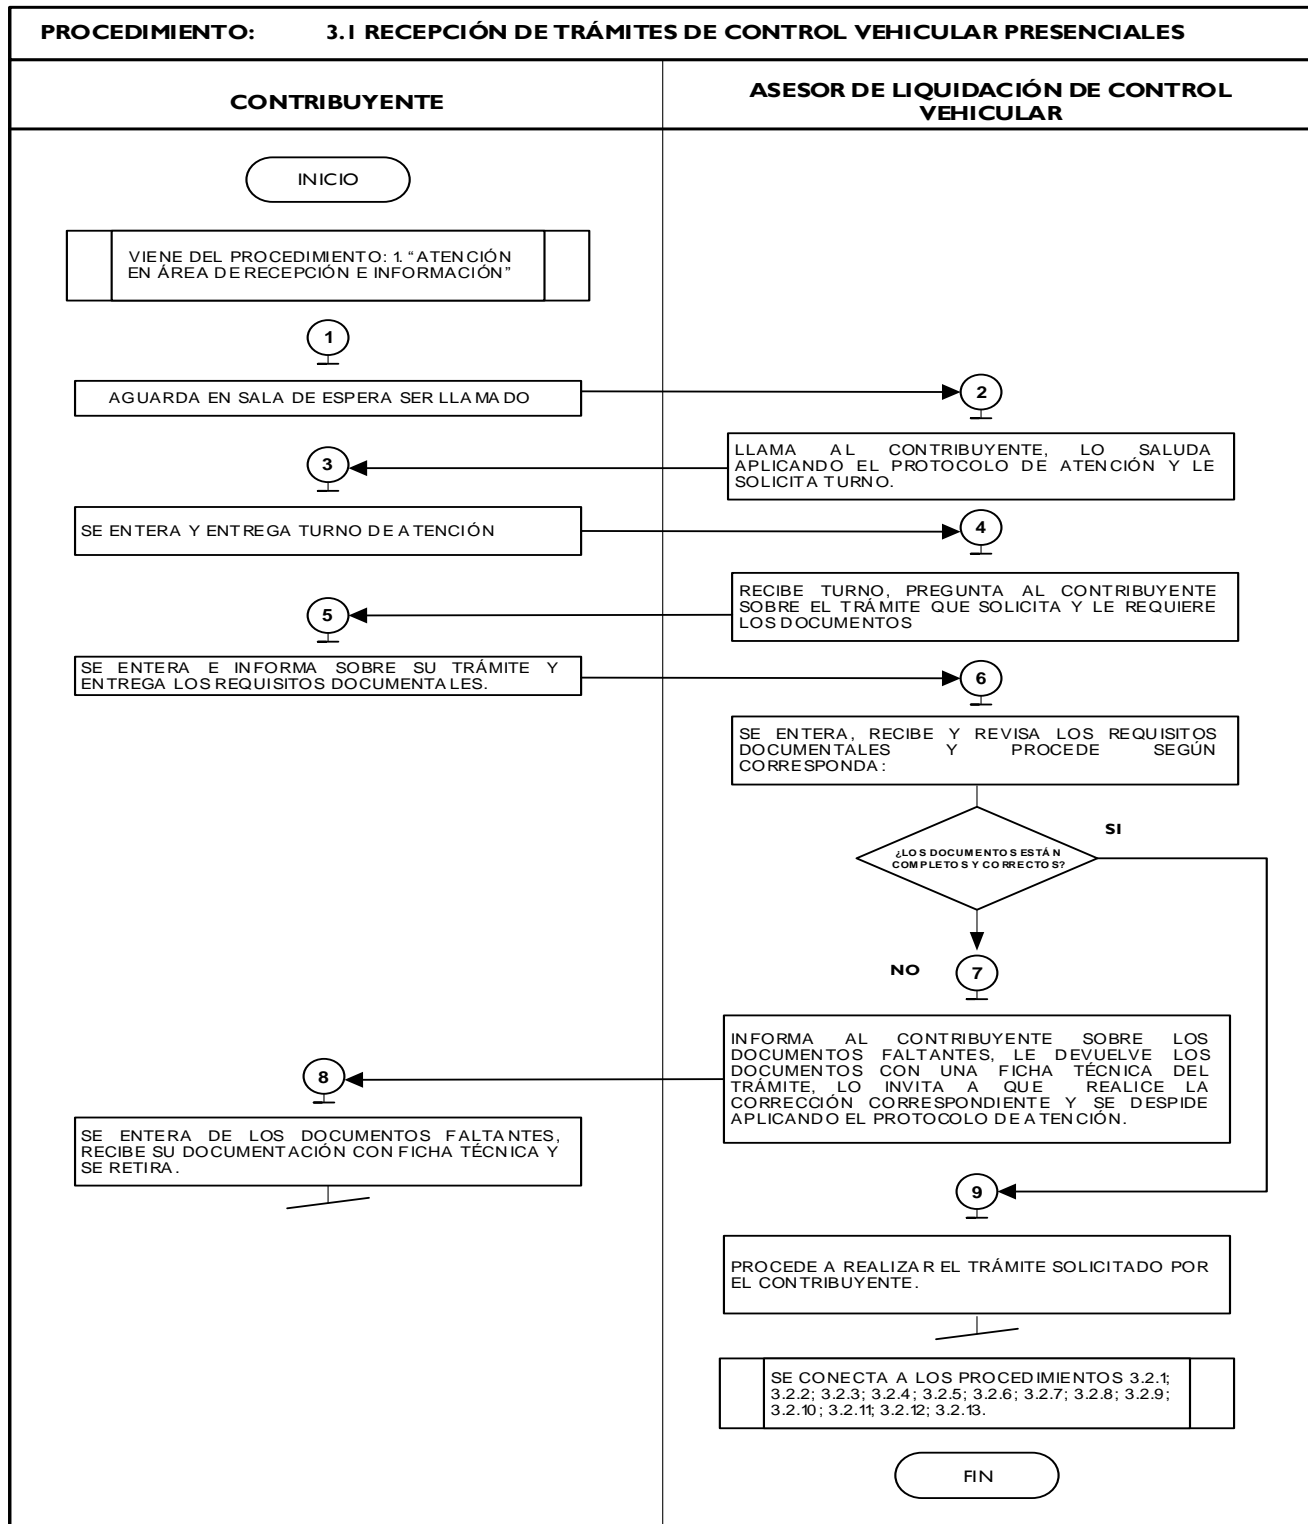 PROCEDIMIENTO: 3.1 RECEPCIÓN DE TRÁMITES DE CONTROL VEHICULAR PRESENCIALES
CONTRIBUYENTE
ASESOR DE LIQUIDACIÓN DE CONTROL
VEHICULAR
INICIO
VIENE DEL PROCEDIMIENTO: 1. “ATENCIÓN
EN ÁREA DE RECEPCIÓN E INFORMACIÓN”
1
AGUARDA EN SALA DE ESPERA SER LLAMADO
2
LLAMA AL CONTRIBUYENTE, LO SALUDA
APLICANDO EL PROTOCOLO DE ATENCIÓN Y LE
SOLICITA TURNO.
3
SE ENTERA Y ENTREGA TURNO DE ATENCIÓN
4
RECIBE TURNO, PREGUNTA AL CONTRIBUYENTE
SOBRE EL TRÁMITE QUE SOLICITA Y LE REQUIERE
LOS DOCUMENTOS
5
SE ENTERA E INFORMA SOBRE SU TRÁMITE Y
ENTREGA LOS REQUISITOS DOCUMENTALES.
6
SE ENTERA, RECIBE Y REVISA LOS REQUISITOS
DOCUMENTALES Y PROCEDE SEGÚN
CORRESPONDA:
¿LOS DOCUMENTOS ESTÁN
COMPLETOS Y CORRECTOS?
SI
NO
7
INFORMA AL CONTRIBUYENTE SOBRE LOS
DOCUMENTOS FALTANTES, LE DEVUELVE LOS
DOCUMENTOS CON UNA FICHA TÉCNICA DEL
TRÁMITE, LO INVITA A QUE REALICE LA
CORRECCIÓN CORRESPONDIENTE Y SE DESPIDE
APLICANDO EL PROTOCOLO DE ATENCIÓN.
8
SE ENTERA DE LOS DOCUMENTOS FALTANTES,
RECIBE SU DOCUMENTACIÓN CON FICHA TÉCNICA Y
SE RETIRA.
9
PROCEDE A REALIZAR EL TRÁMITE SOLICITADO POR
EL CONTRIBUYENTE.
SE CONECTA A LOS PROCEDIMIENTOS 3.2.1;
3.2.2; 3.2.3; 3.2.4; 3.2.5; 3.2.6; 3.2.7; 3.2.8; 3.2.9;
3.2.10; 3.2.11; 3.2.12; 3.2.13.
FIN